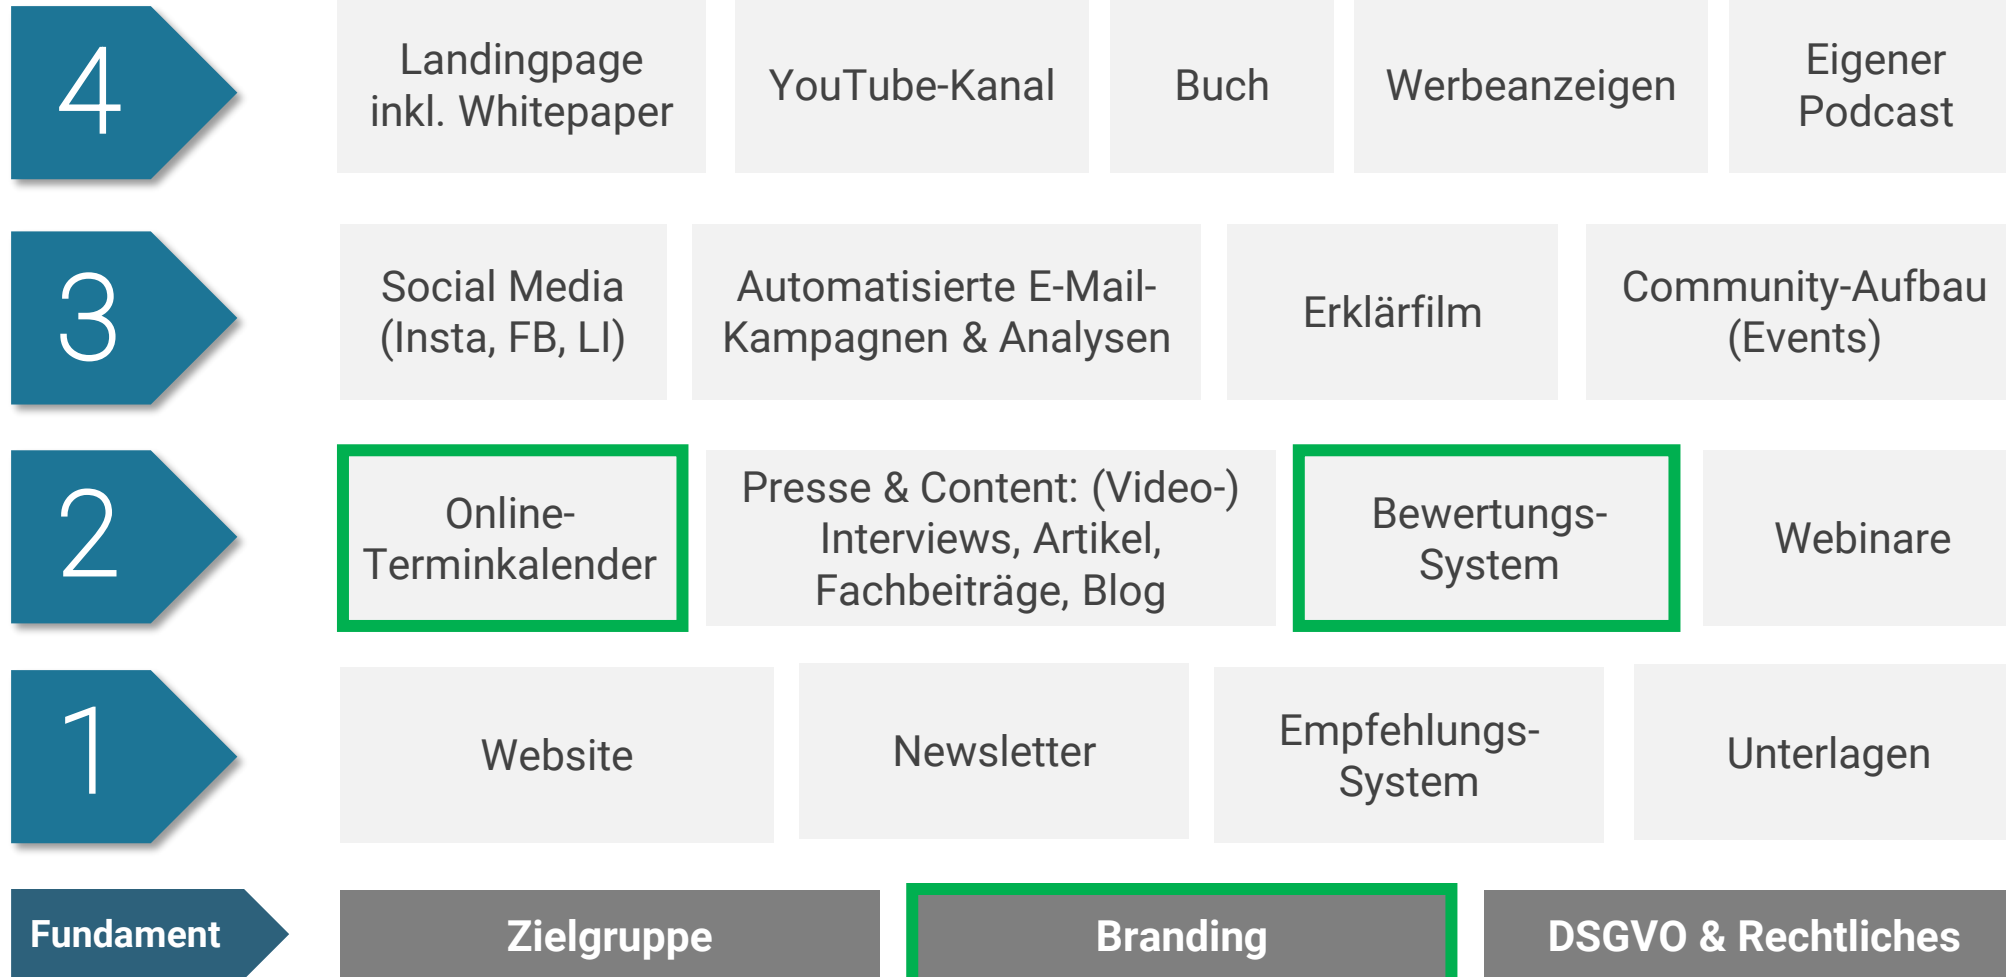 4
Landingpage
inkl. Whitepaper
YouTube-Kanal
Buch
Werbeanzeigen
Eigener
Podcast
3
Social Media
(Insta, FB, LI)
Automatisierte E-Mail-
Kampagnen & Analysen
Erklärfilm
Community-Aufbau
(Events)
2
Online-
Terminkalender
Presse & Content: (Video-)
Interviews, Artikel,
Fachbeiträge, Blog
Bewertungs-
System
Webinare
1
Website
Newsletter
Empfehlungs-
System
Unterlagen
Fundament
Zielgruppe
Branding
DSGVO & Rechtliches